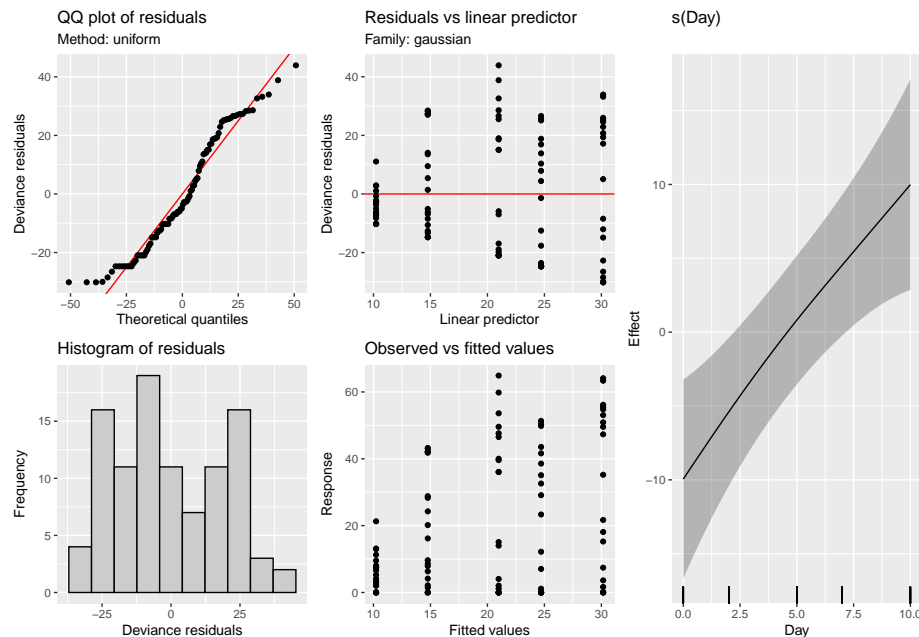 QQ plot of residuals
Method: uniform
40
20
0
−20
−50
−25
0
25
50
Theoretical quantiles
Deviance residuals
Residuals vs linear predictor
Family: gaussian
40
20
0
−20
10
15
20
25
30
Linear predictor
Deviance residuals
s(Day)
10
0
−10
0.0
2.5
5.0
7.5
10.0
Day
Effect
Histogram of residuals
15
10
5
0
−25
0
25
Deviance residuals
Frequency
Observed vs fitted values
60
40
20
0
10
15
20
25
30
Fitted values
Response